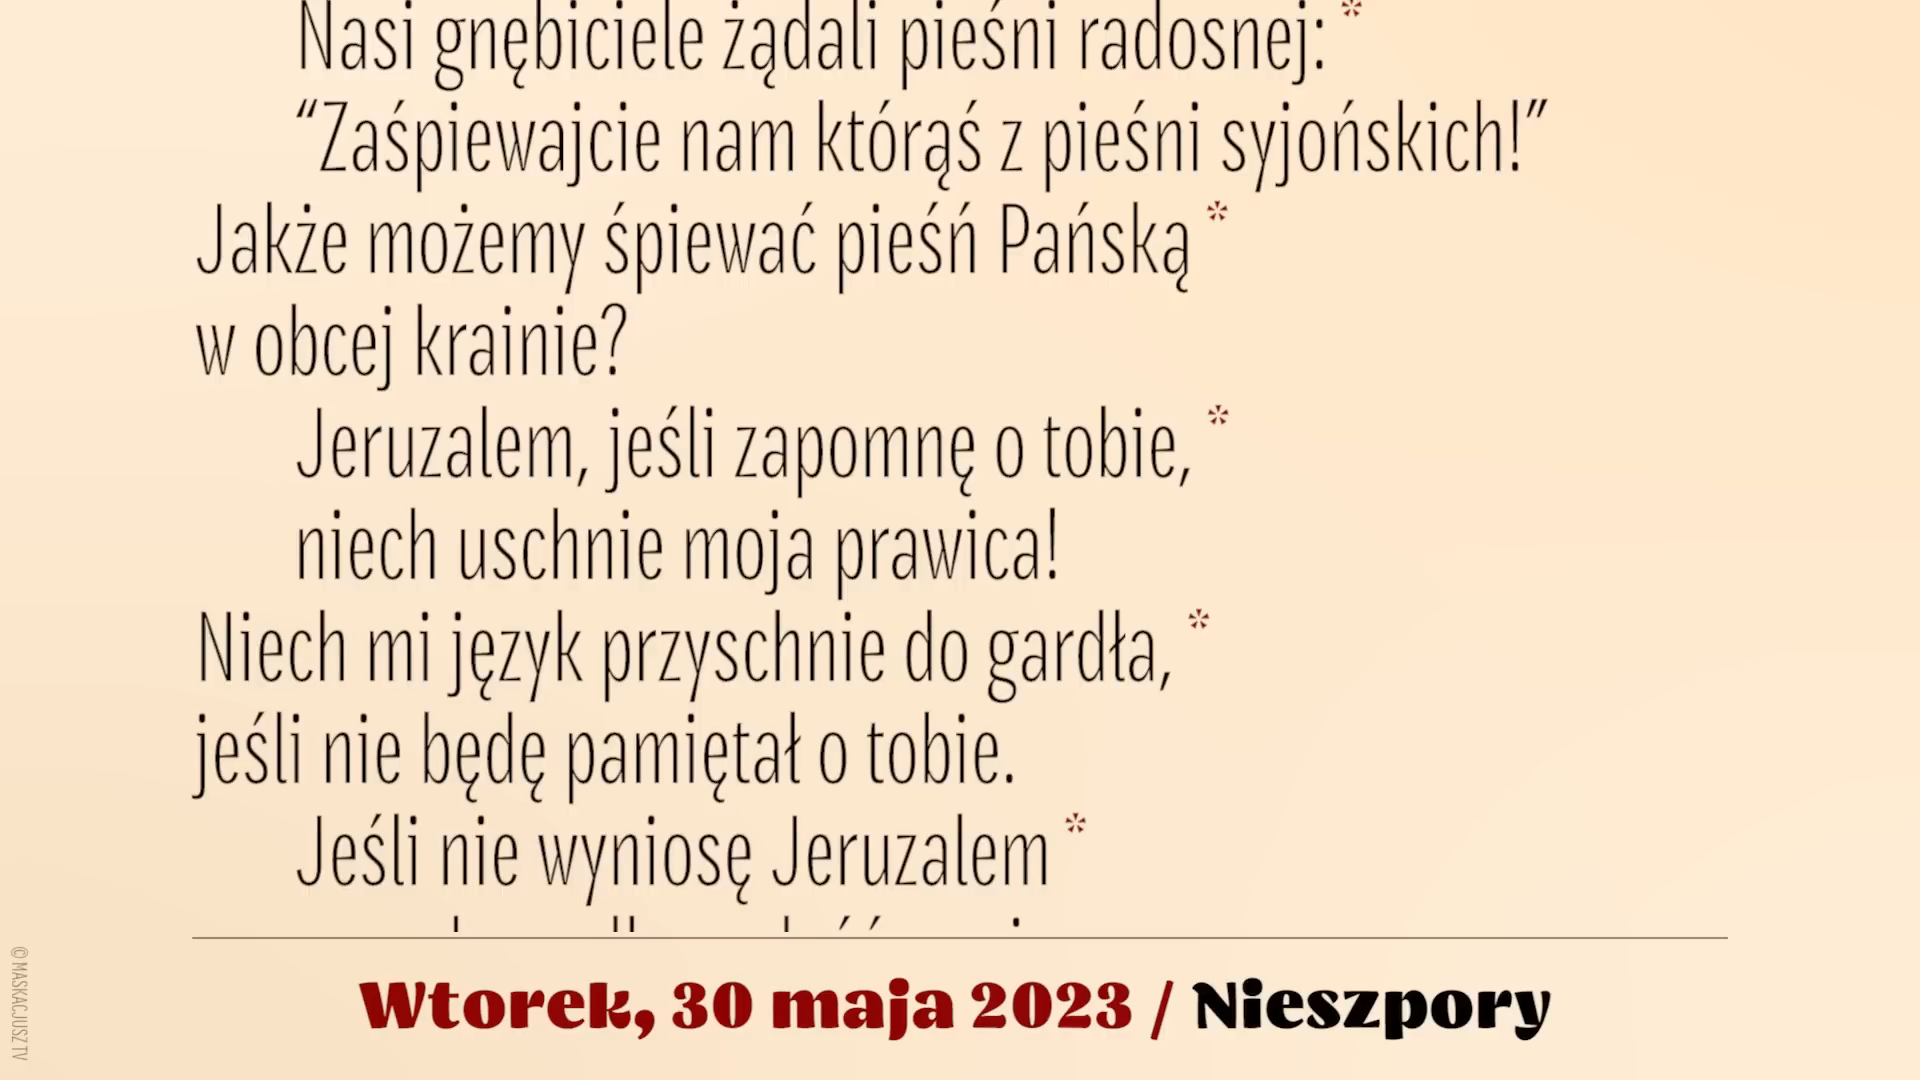 Nasi gnębiciele żądali pieśni radosnej: *
“Zaśpiewajcie nam którąś z pieśni syjońskich!”
Jakże możemy śpiewać pieśń Pańską *
w obcej krainie?
Jeruzalem, jeśli zapomnę o tobie, *
niech uschnie moja prawica!
Niech mi język przyschnie do gardła, *
jeśli nie będę pamiętał o tobie.
Jeśli nie wyniosę Jeruzalem *
Wtorek, 30 maja 2023 / Nieszpory
© MASKACJUSZ TV